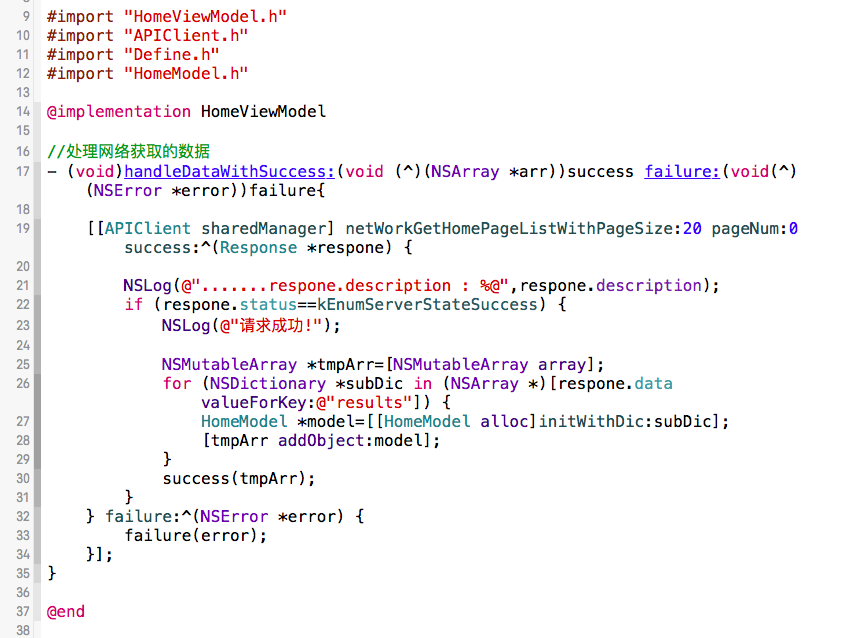 9 #import "HomeViewModel.h"
10 #import "APIClient.h"
11 #import "Define.h"
12 #import "HomeModel.h"
13
14 @implementation HomeViewModel
15
16 //处理网络获取的数据
17 – (void)handleDataWithSuccess:(void (^)(NSArray *arr))success failure:(void(^)
(NSError *error))failure{
18
19 [[APIClient sharedManager] netWorkGetHomePageListWithPageSize:20 pageNum:0
success:^(Response *respone) {
20
21 NSLog(@".......respone.description : %@",respone.description);
22 if (respone.status==kEnumServerStateSuccess) {
23 NSLog(@"请求成功!");
24
25 NSMutableArray *tmpArr=[NSMutableArray array];
26 for (NSDictionary *subDic in (NSArray *)[respone.data
valueForKey:@"results"]) {
27 HomeModel *model=[[HomeModel alloc]initWithDic:subDic];
28 [tmpArr addObject:model];
29 }
30 success(tmpArr);
31 }
32 } failure:^(NSError *error) {
33 failure(error);
34 }];
35 }
36
37 @end
38